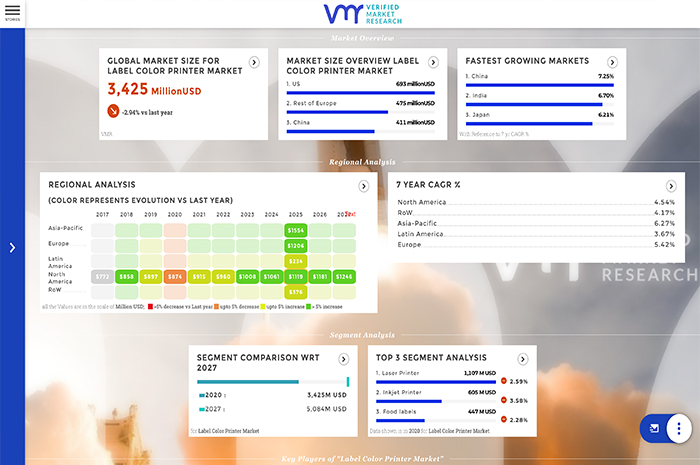 STORIES
VMR VERIFIED
MARKET
RESEARCH
Market Overview
GLOBAL MARKET SIZE FOR
LABEL COLOR PRINTER MARKET
3,425 MillionUSD
-2.94% vs last year
VMR
MARKET SIZE OVERVIEW LABEL
COLOR PRINTER MARKET
1. US 693 millionUSD
2. Rest of Europe 475 millionUSD
3. China 411 millionUSD
FASTEST GROWING MARKETS
1. China 7.25%
2. India 6.70%
3. Japan 6.21%
With Reference to 7 yr CAGR %
Regional Analysis
REGIONAL ANALYSIS
(COLOR REPRESENTS EVOLUTION VS LAST YEAR)
2017 2018 2019 2020 2021 2022 2023 2024 2025 2026 Text
Asia-Pacific $1554
Europe $1206
Latin
America $234
North
America $772 $858 $897 $874 $915 $960 $1008 $1061 $1119 $1181 $1245
RoW $376
all the Values are in the scale of Million USD; >5% decrease vs Last year upto 5% decrease upto 5% increase > 5% increase
7 YEAR CAGR %
North America 4.54%
RoW 4.17%
Asia-Pacific 6.27%
Latin America 3.67%
Europe 5.42%
VMR VERIFIED
MARKET
RESEARCH
Segment Analysis
SEGMENT COMPARISON WRT
2027
2020 : 3,425M USD
2027 : 5,084M USD
for Label Color Printer Market
TOP 3 SEGMENT ANALYSIS
1. Laser Printer 1,107 M USD
2.59%
2. Inkjet Printer 605 M USD
3.58%
3. Food labels 447 M USD
2.28%
Data shown is in 2020 for Label Color Printer Market
Key Players of "Label Color Printer Market"